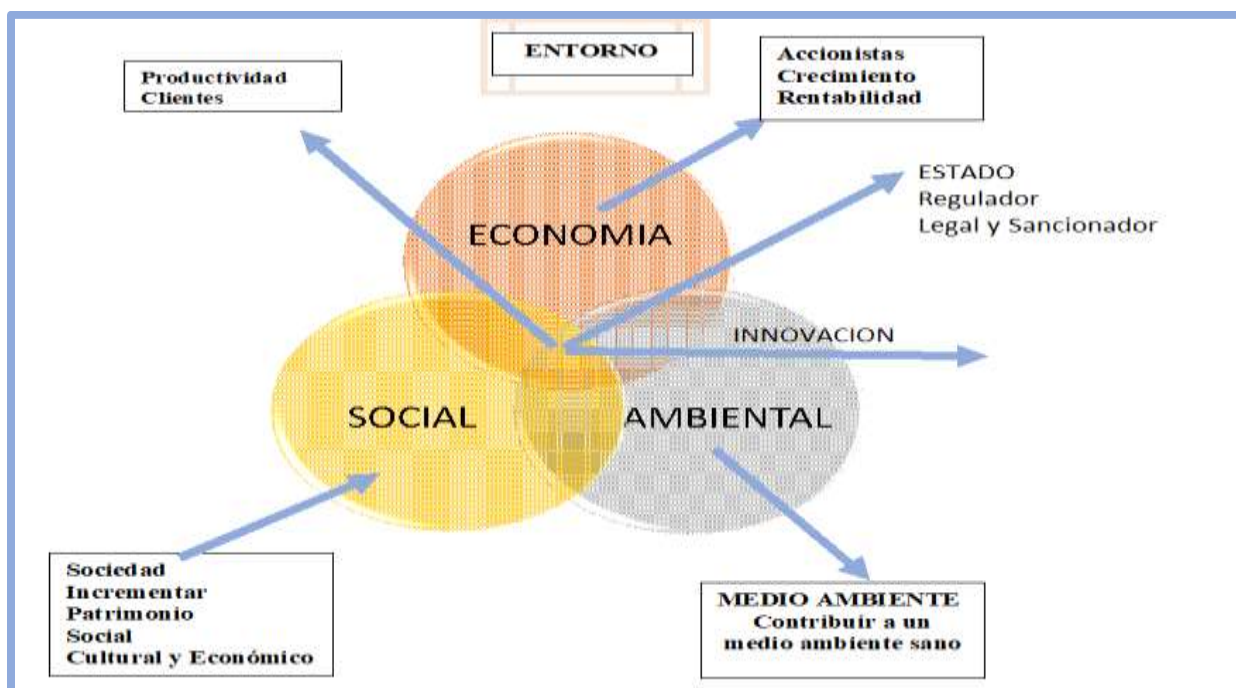 ENTORNO
Productividad
Clientes
Accionistas
Crecimiento
Rentabilidad
ESTADO
Regulador
Legal y Sancionador
ECONOMIA
INNOVACION
SOCIAL
AMBIENTAL
Sociedad
Incrementar
Patrimonio
Social
Cultural y Económico
MEDIO AMBIENTE
Contribuir a un
medio ambiente sano